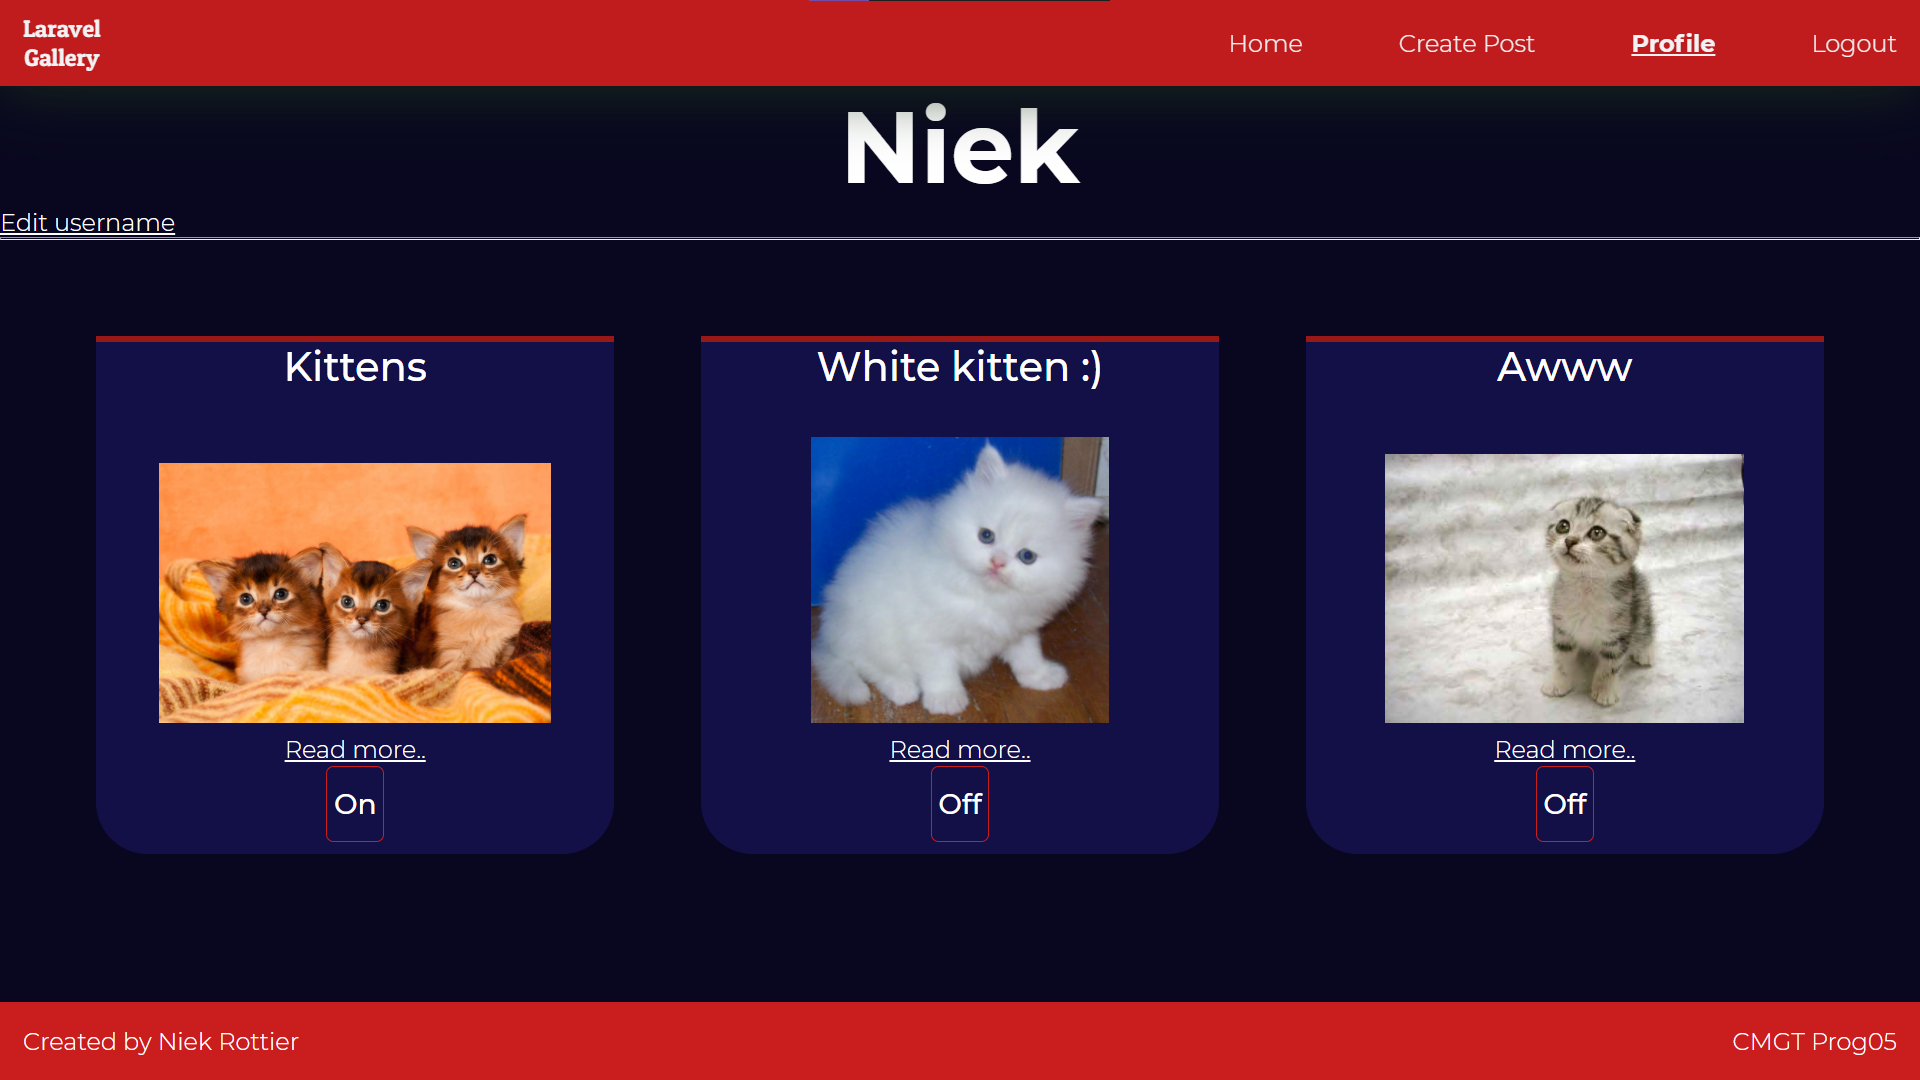 Laravel
Gallery
Home Create Post Profile Logout
Niek
Edit username
Kittens
Read more..
On
White kitten :)
Read more..
Off
Awww
Read more..
Off
Created by Niek Rottier
CMGT Prog05